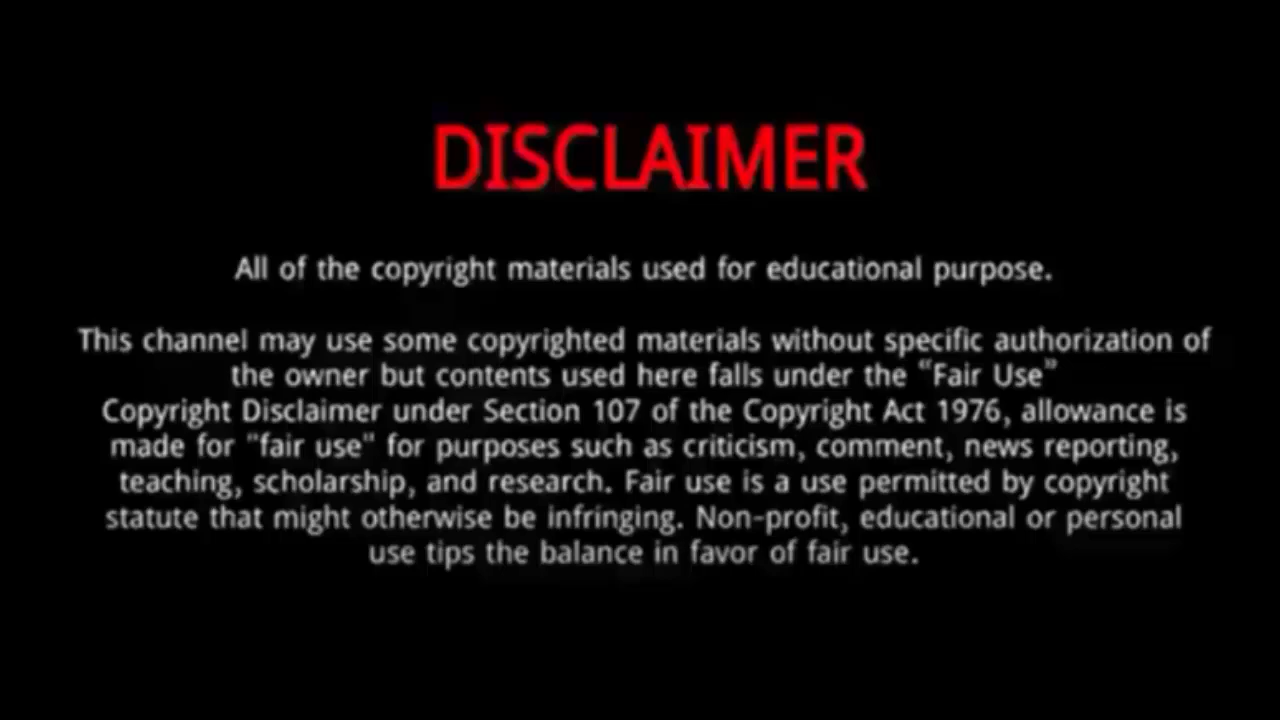 DISCLAIMER
All of the copyright materials used for educational purpose.
This channel may use some copyrighted materials without specific authorization of
the owner but contents used here falls under the “Fair Use”
Copyright Disclaimer under Section 107 of the Copyright Act 1976, allowance is
made for "fair use" for purposes such as criticism, comment, news reporting,
teaching, scholarship, and research. Fair use is a use permitted by copyright
statute that might otherwise be infringing. Non-profit, educational or personal
use tips the balance in favor of fair use.